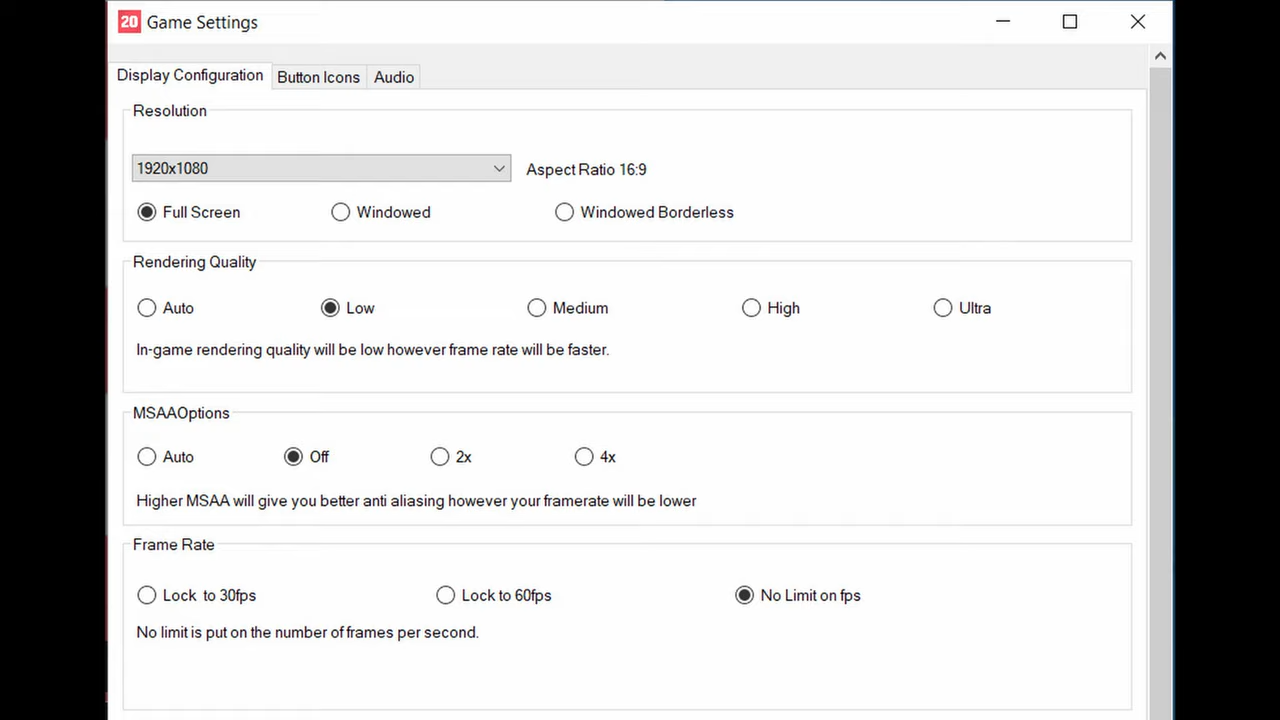 20 Game Settings
Display Configuration Button Icons Audio
Resolution
1920x1080 Aspect Ratio 16:9
Full Screen Windowed Windowed Borderless
Rendering Quality
Auto Low Medium High Ultra
In-game rendering quality will be low however frame rate will be faster.
MSAAOptions
Auto Off 2x 4x
Higher MSAA will give you better anti aliasing however your framerate will be lower
Frame Rate
Lock to 30fps Lock to 60fps No Limit on fps
No limit is put on the number of frames per second.